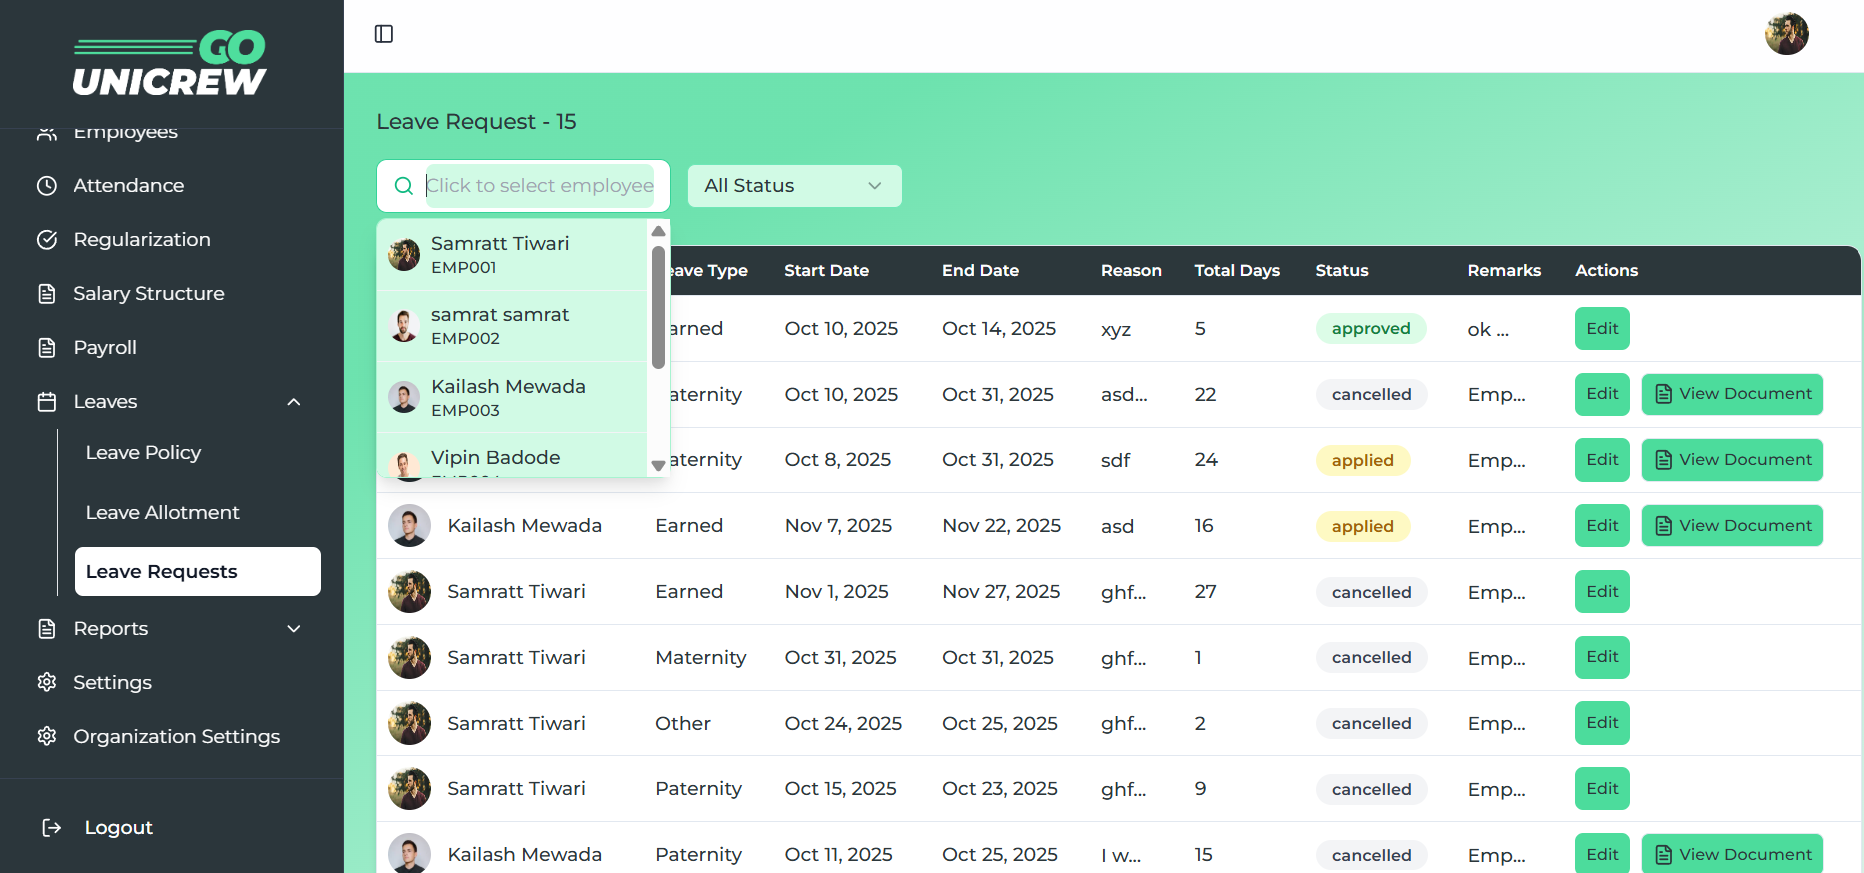 GO
UNICREW
Employees
Attendance
Regularization
Salary Structure
Payroll
Leaves
Leave Policy
Leave Allotment
Leave Requests
Reports
Settings
Organization Settings
Logout
Leave Request - 15
Click to select employee
All Status
Samratt Tiwari
EMP001
samrat samrat
EMP002
Kailash Mewada
EMP003
Vipin Badode
eave Type Start Date End Date Reason Total Days Status Remarks Actions
arned Oct 10, 2025 Oct 14, 2025 xyz 5 approved ok ... Edit
aternity Oct 10, 2025 Oct 31, 2025 asd... 22 cancelled Emp... Edit View Document
aternity Oct 8, 2025 Oct 31, 2025 sdf 24 applied Emp... Edit View Document
Kailash Mewada Earned Nov 7, 2025 Nov 22, 2025 asd 16 applied Emp... Edit View Document
Samratt Tiwari Earned Nov 1, 2025 Nov 27, 2025 ghf... 27 cancelled Emp... Edit
Samratt Tiwari Maternity Oct 31, 2025 Oct 31, 2025 ghf... 1 cancelled Emp... Edit
Samratt Tiwari Other Oct 24, 2025 Oct 25, 2025 ghf... 2 cancelled Emp... Edit
Samratt Tiwari Paternity Oct 15, 2025 Oct 23, 2025 ghf... 9 cancelled Emp... Edit
Kailash Mewada Paternity Oct 11, 2025 Oct 25, 2025 I w... 15 cancelled Emp... Edit View Document